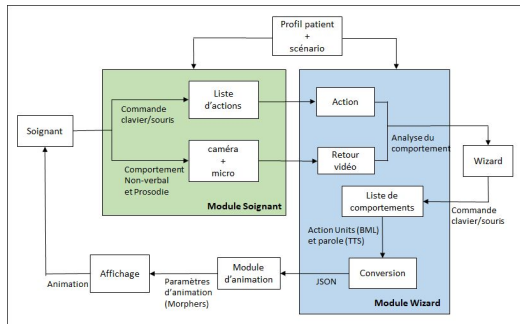 Profil patient
+
scénario
Liste
d'actions
Action
Commande
clavier/souris
Soignant
Analyse du
comportement
Wizard
caméra
+
micro
Retour
vidéo
Comportement
Non-verbal
et Prosodie
Module Soignant
Liste de
comportements
Commande
clavier/souris
Action Units (BML)
et parole (TTS)
Affichage
Module
d'animation
Conversion
Animation
Paramètres
d'animation
(Morphers)
JSON
Module Wizard